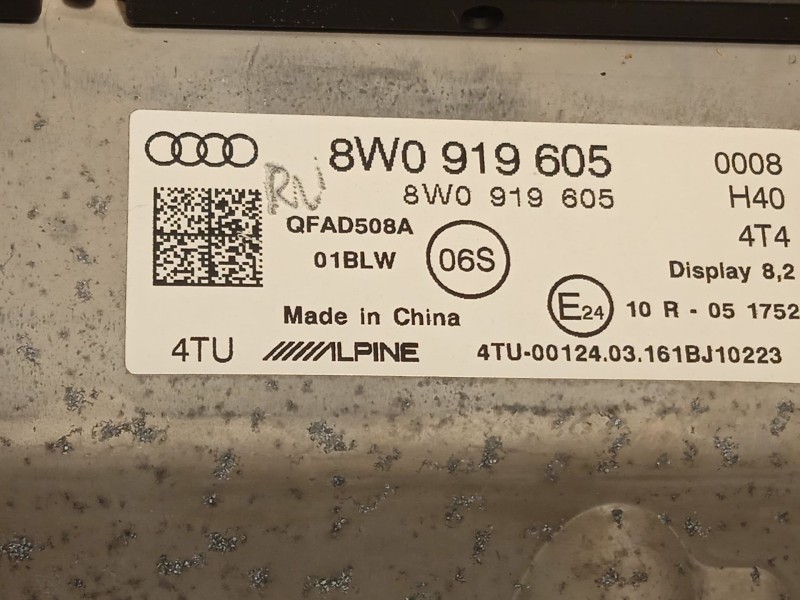 8W0 919 605 0008
8W0 919 605 H40
RN
QFAD508A 4T4
01BLW 06S Display 8,2
Made in China E24 10 R - 05 1752
4TU ALPINE 4TU-00124.03.161BJ10223